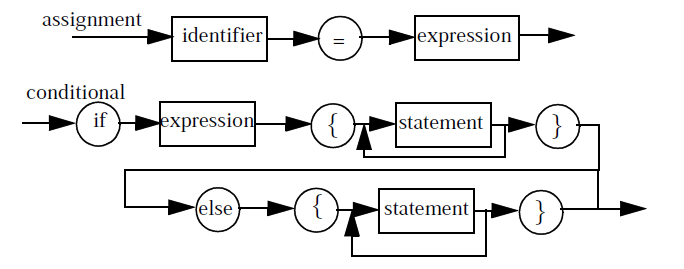 assignment
identifier = expression
conditional
if expression { statement }
else { statement }